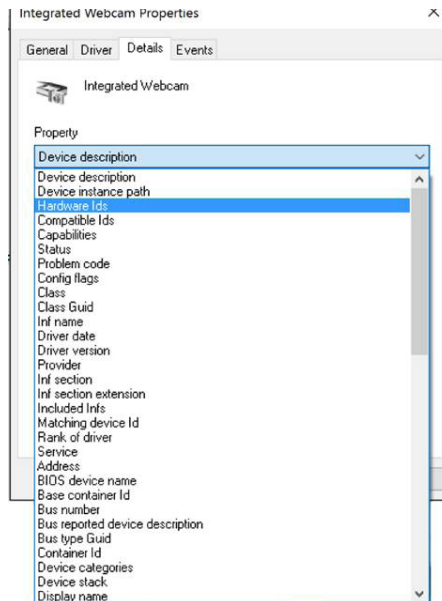 Integrated Webcam Properties
General Driver Details Events
Integrated Webcam
Property
Device description
Device description
Device instance path
Hardware Ids
Compatible Ids
Capabilities
Status
Problem code
Config flags
Class
Class Guid
Inf name
Driver date
Driver version
Provider
Inf section
Inf section extension
Included Infs
Matching device Id
Rank of driver
Service
Address
BIOS device name
Base container Id
Bus number
Bus reported device description
Bus type Guid
Container Id
Device categories
Device stack
Display name